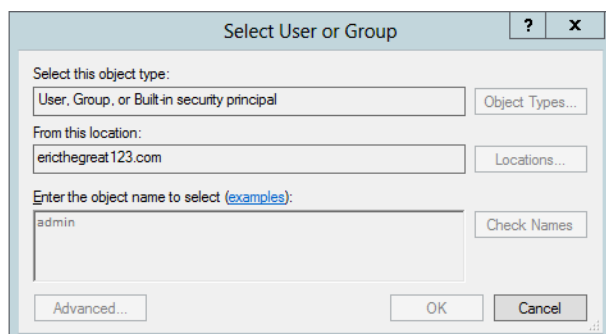 Select User or Group
? x
Select this object type:
User, Group, or Built-in security principal
Object Types...
From this location:
ericthegreat123.com
Locations...
Enter the object name to select (examples):
admin
Check Names
Advanced...
OK
Cancel